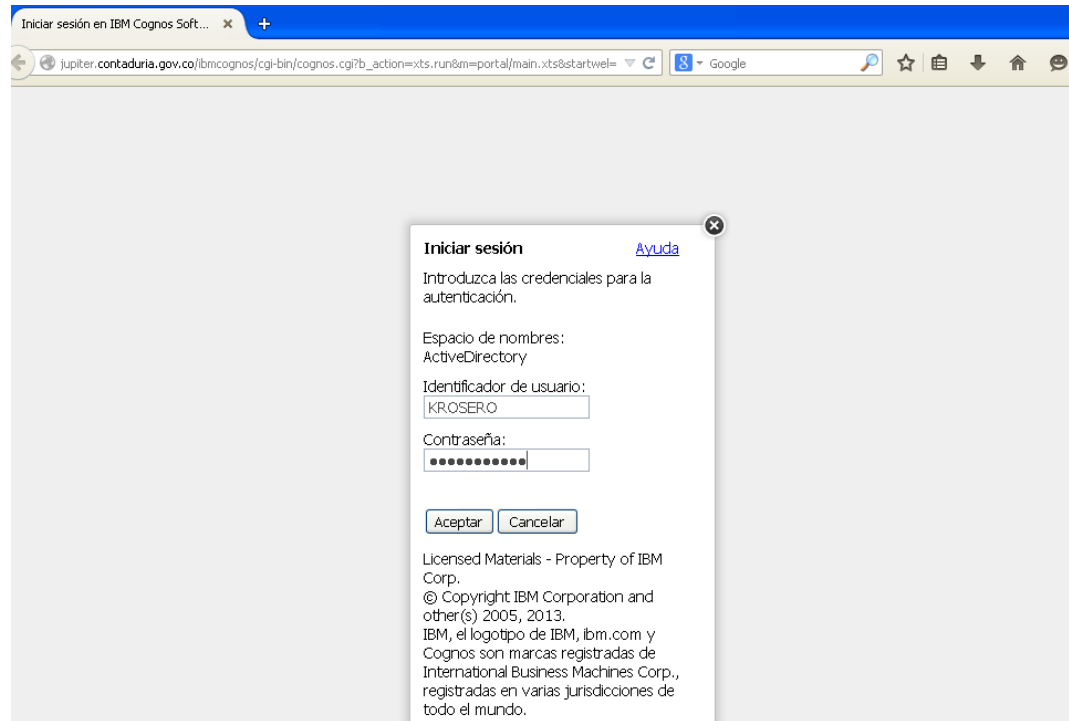 Iniciar sesión en IBM Cognos Soft...
jupiter.contaduria.gov.co/ibmcognos/cgi-bin/cognos.cgi?b_action=xts.run&m=portal/main.xts&startwel=
Google
Iniciar sesión
Ayuda
Introduzca las credenciales para la
autenticación.
Espacio de nombres:
ActiveDirectory
Identificador de usuario:
KROSERO
Contraseña:
●●●●●●●●●●●
Aceptar
Cancelar
Licensed Materials - Property of IBM
Corp.
© Copyright IBM Corporation and
other(s) 2005, 2013.
IBM, el logotipo de IBM, ibm.com y
Cognos son marcas registradas de
International Business Machines Corp.,
registradas en varias jurisdicciones de
todo el mundo.